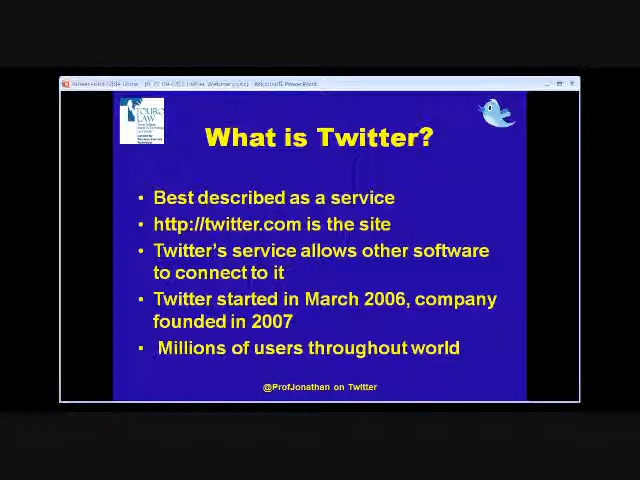 What is Twitter?
TOURO
LAW
• Best described as a service
• http://twitter.com is the site
• Twitter's service allows other software
to connect to it
• Twitter started in March 2006, company
founded in 2007
• Millions of users throughout world
@ProfJonathan on Twitter